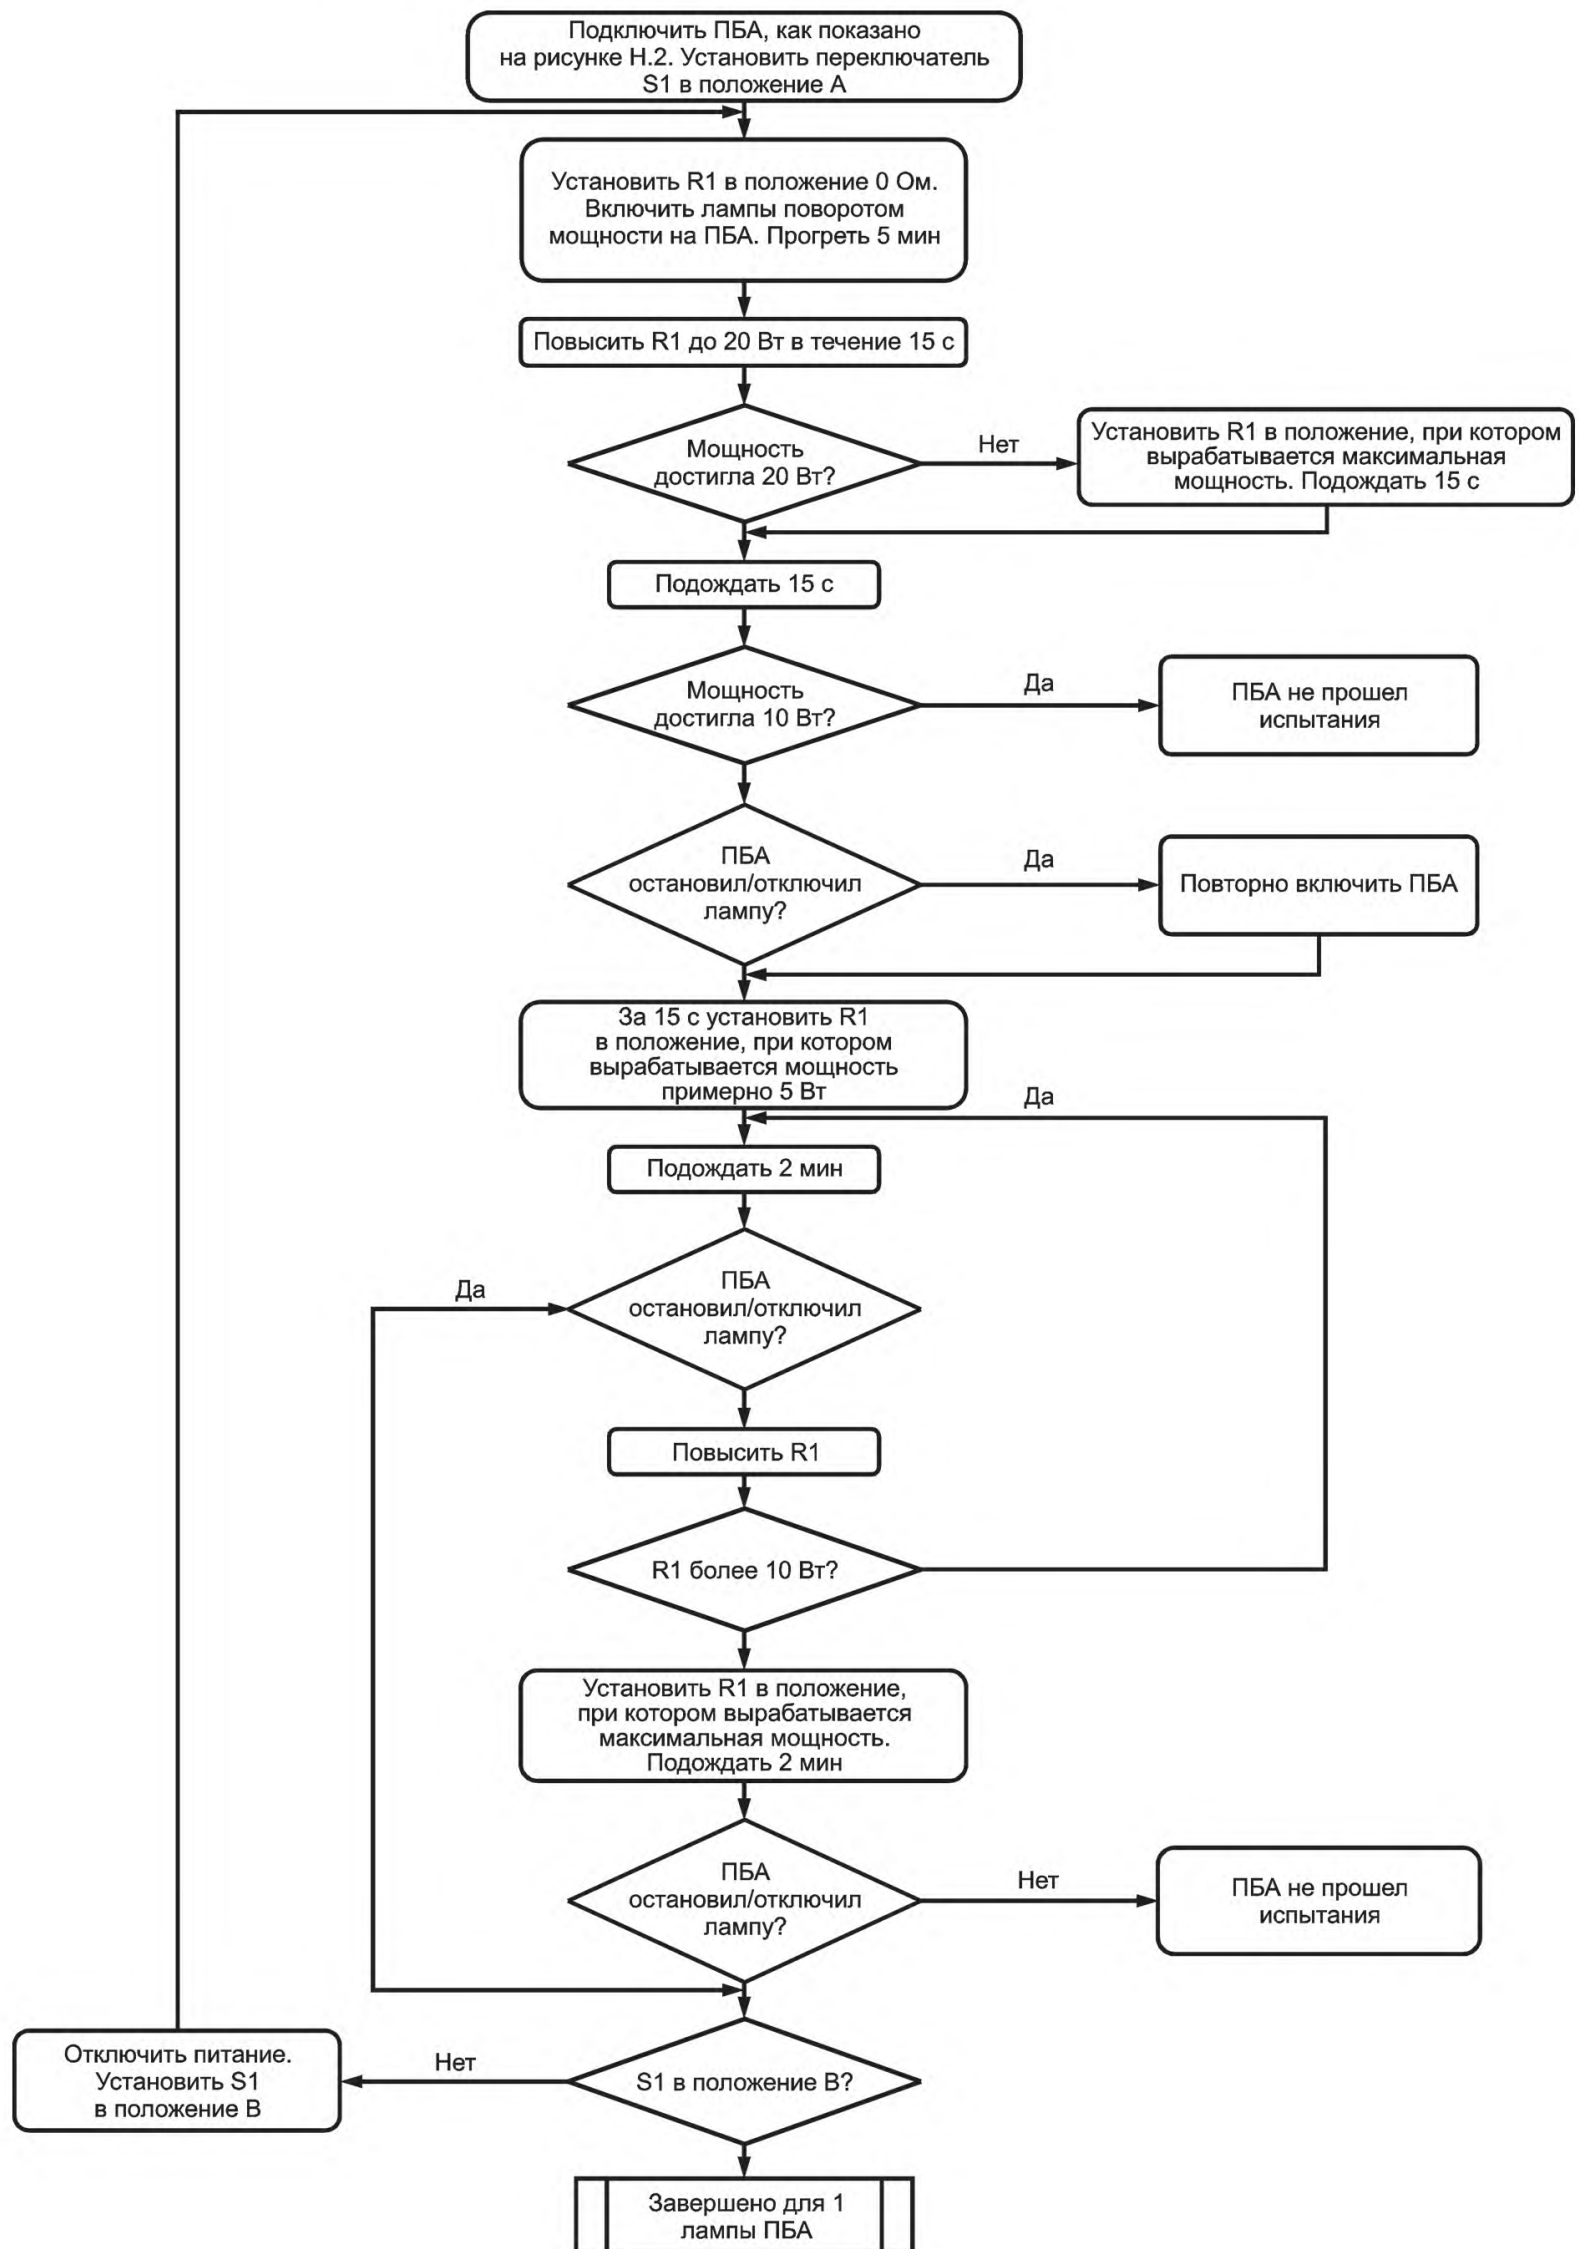 Подключить ПБА, как показано
на рисунке Н.2. Установить переключатель
S1 в положение А
Установить R1 в положение 0 Ом.
Включить лампы поворотом
мощности на ПБА. Прогреть 5 мин
Повысить R1 до 20 Вт в течение 15 с
Мощность
достигла 20 Вт?
Нет
Установить R1 в положение, при котором
вырабатывается максимальная
мощность. Подождать 15 с
Подождать 15 с
Мощность
достигла 10 Вт?
Да
ПБА не прошел
испытания
ПБА
остановил/отключил
лампу?
Да
Повторно включить ПБА
За 15 с установить R1
в положение, при котором
вырабатывается мощность
примерно 5 Вт
Да
Подождать 2 мин
Да
ПБА
остановил/отключил
лампу?
Повысить R1
R1 более 10 Вт?
Установить R1 в положение,
при котором вырабатывается
максимальная мощность.
Подождать 2 мин
ПБА
остановил/отключил
лампу?
Нет
ПБА не прошел
испытания
Отключить питание.
Установить S1
в положение В
Нет
S1 в положение В?
Завершено для 1
лампы ПБА